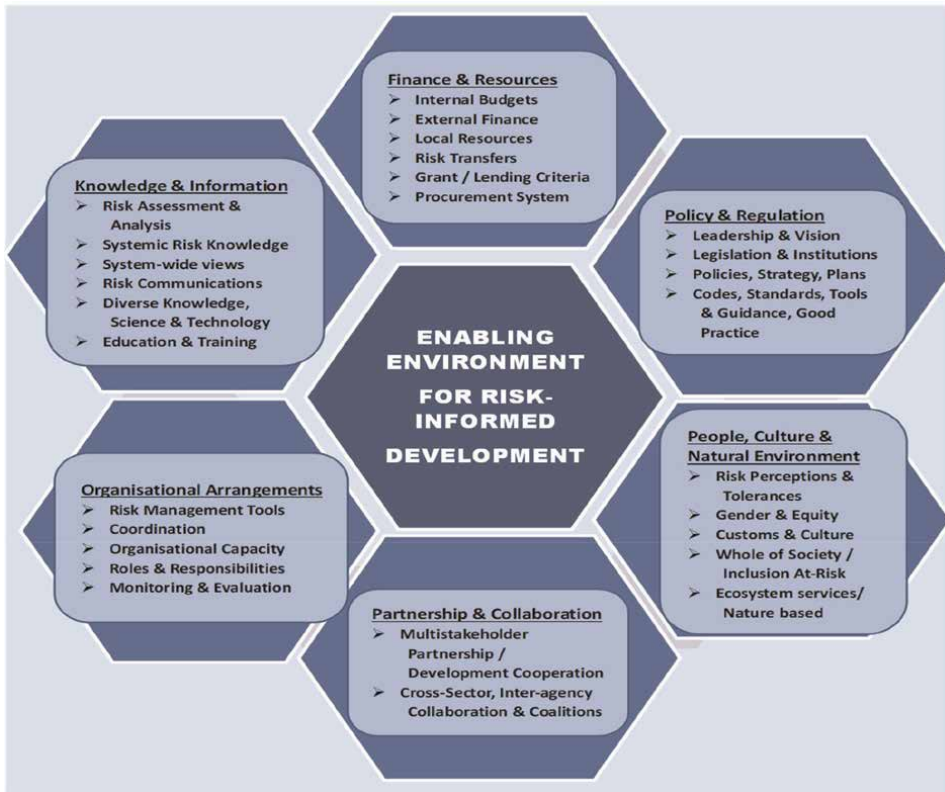 Finance & Resources
➢ Internal Budgets
➢ External Finance
➢ Local Resources
➢ Risk Transfers
➢ Grant / Lending Criteria
➢ Procurement System
Knowledge & Information
➢ Risk Assessment &
Analysis
➢ Systemic Risk Knowledge
➢ System-wide views
➢ Risk Communications
➢ Diverse Knowledge,
Science & Technology
➢ Education & Training
Policy & Regulation
➢ Leadership & Vision
➢ Legislation & Institutions
➢ Policies, Strategy, Plans
➢ Codes, Standards, Tools
& Guidance, Good
Practice
ENABLING
ENVIRONMENT
FOR RISK-
INFORMED
DEVELOPMENT
Organisational Arrangements
➢ Risk Management Tools
➢ Coordination
➢ Organisational Capacity
➢ Roles & Responsibilities
➢ Monitoring & Evaluation
People, Culture &
Natural Environment
➢ Risk Perceptions &
Tolerances
➢ Gender & Equity
➢ Customs & Culture
➢ Whole of Society /
Inclusion At-Risk
➢ Ecosystem services/
Nature based
Partnership & Collaboration
➢ Multistakeholder
Partnership /
Development Cooperation
➢ Cross-Sector, Inter-agency
Collaboration & Coalitions